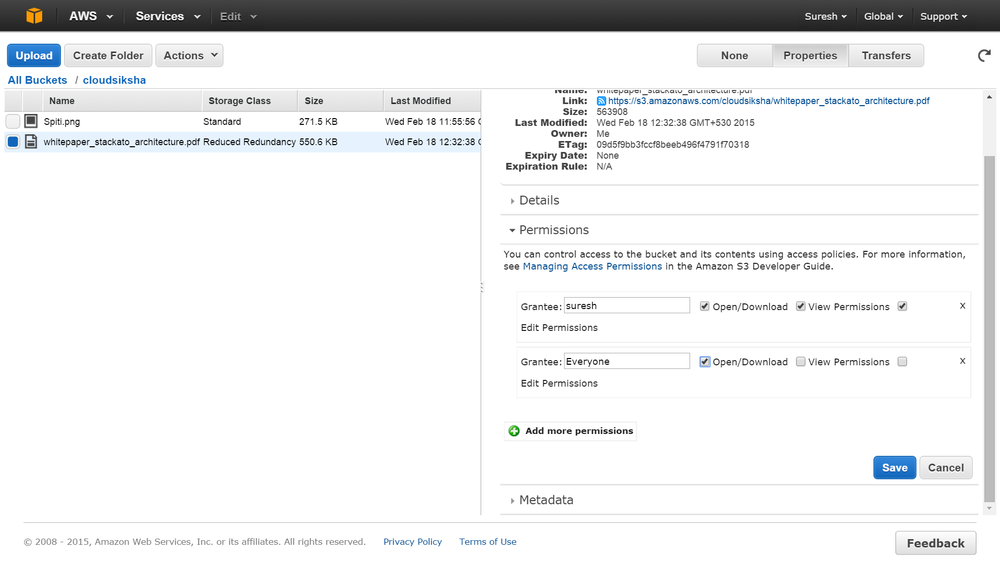 AWS Services Edit Suresh Global Support
Upload Create Folder Actions None Properties Transfers
All Buckets / cloudsiksha
Name Storage Class Size Last Modified
Spiti.png Standard 271.5 KB Wed Feb 18 11:55:56
whitepaper_stackato_architecture.pdf Reduced Redundancy 550.6 KB Wed Feb 18 12:32:38
Name: whitepaper_stackato_architecture.pdf
Link: https://s3.amazonaws.com/cloudsiksha/whitepaper_stackato_architecture.pdf
Size: 563908
Last Modified: Wed Feb 18 12:32:38 GMT+530 2015
Owner: Me
ETag: 09d5f9bb3fccf8beeb496f4791f70318
Expiry Date: None
Expiration Rule: N/A
Details
Permissions
You can control access to the bucket and its contents using access policies. For more information,
see Managing Access Permissions in the Amazon S3 Developer Guide.
Grantee: suresh Open/Download View Permissions X
Edit Permissions
Grantee: Everyone Open/Download View Permissions X
Edit Permissions
Add more permissions
Save Cancel
Metadata
© 2008 - 2015, Amazon Web Services, Inc. or its affiliates. All rights reserved. Privacy Policy Terms of Use Feedback